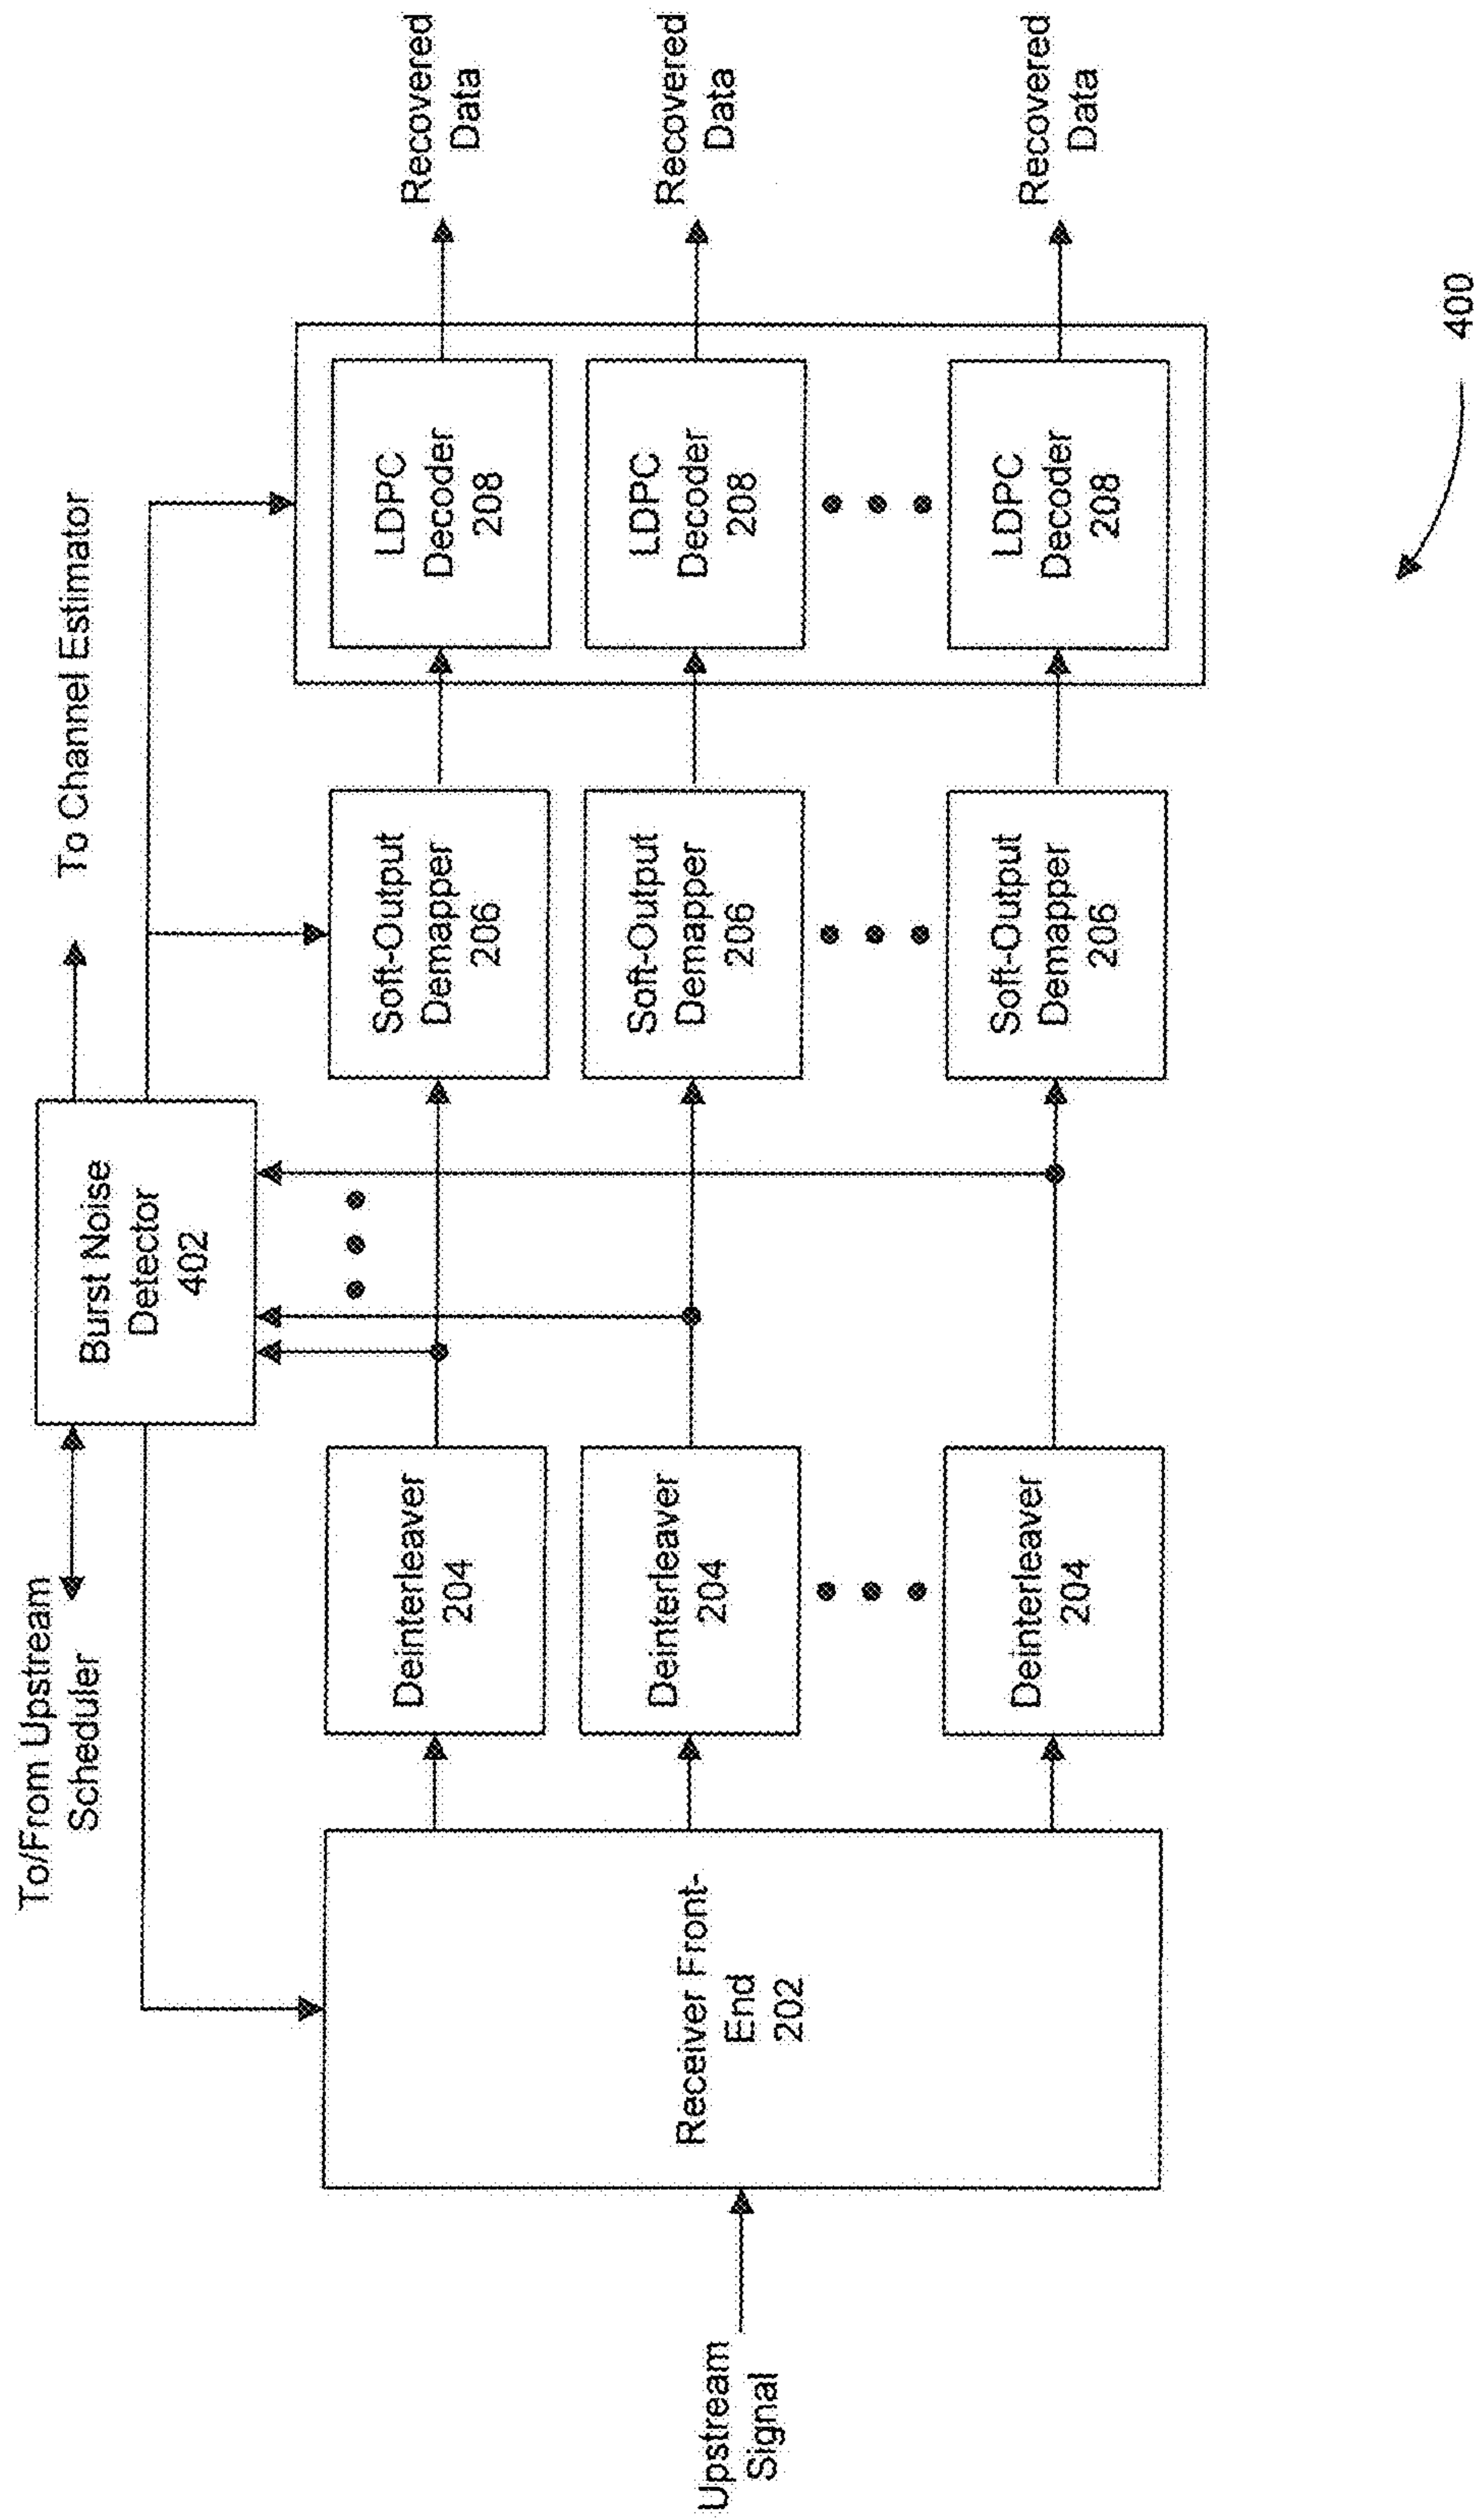 To/From Upstream
Scheduler
Burst Noise
Detector
402
To Channel Estimator
Upstream
Signal
Receiver Front-
End
202
Deinterleaver
204
Soft-Output
Demapper
206
LDPC
Decoder
208
Recovered
Data
Deinterleaver
204
Soft-Output
Demapper
206
LDPC
Decoder
208
Recovered
Data
Deinterleaver
204
Soft-Output
Demapper
206
LDPC
Decoder
208
Recovered
Data
400